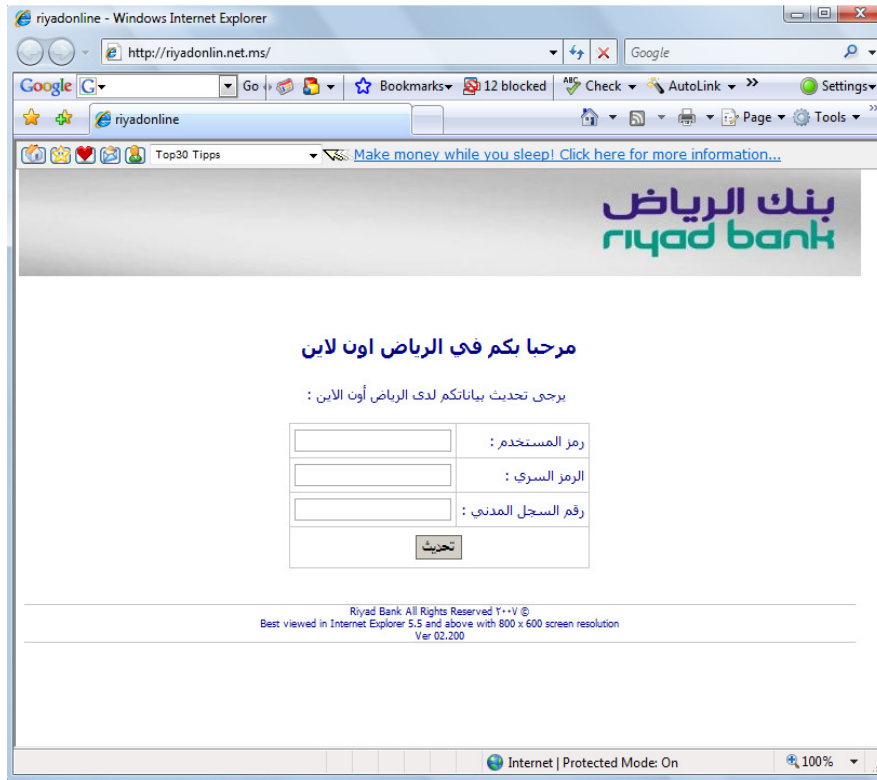 riyadonline - Windows Internet Explorer
http://riyadonlin.net.ms/
Google
Google G Go Bookmarks 12 blocked Check AutoLink Settings
riyadonline Page Tools
Top30 Tipps Make money while you sleep! Click here for more information...
بنك الرياض
riyad bank
مرحبا بكم في الرياض اون لاين
يرجى تحديث بياناتكم لدى الرياض أون الاين :
رمز المستخدم :
الرمز السري :
رقم السجل المدني :
تحديث
Riyad Bank All Rights Reserved ٢٠٠٧ ©
Best viewed in Internet Explorer 5.5 and above with 800 x 600 screen resolution
Ver 02.200
Internet | Protected Mode: On 100%